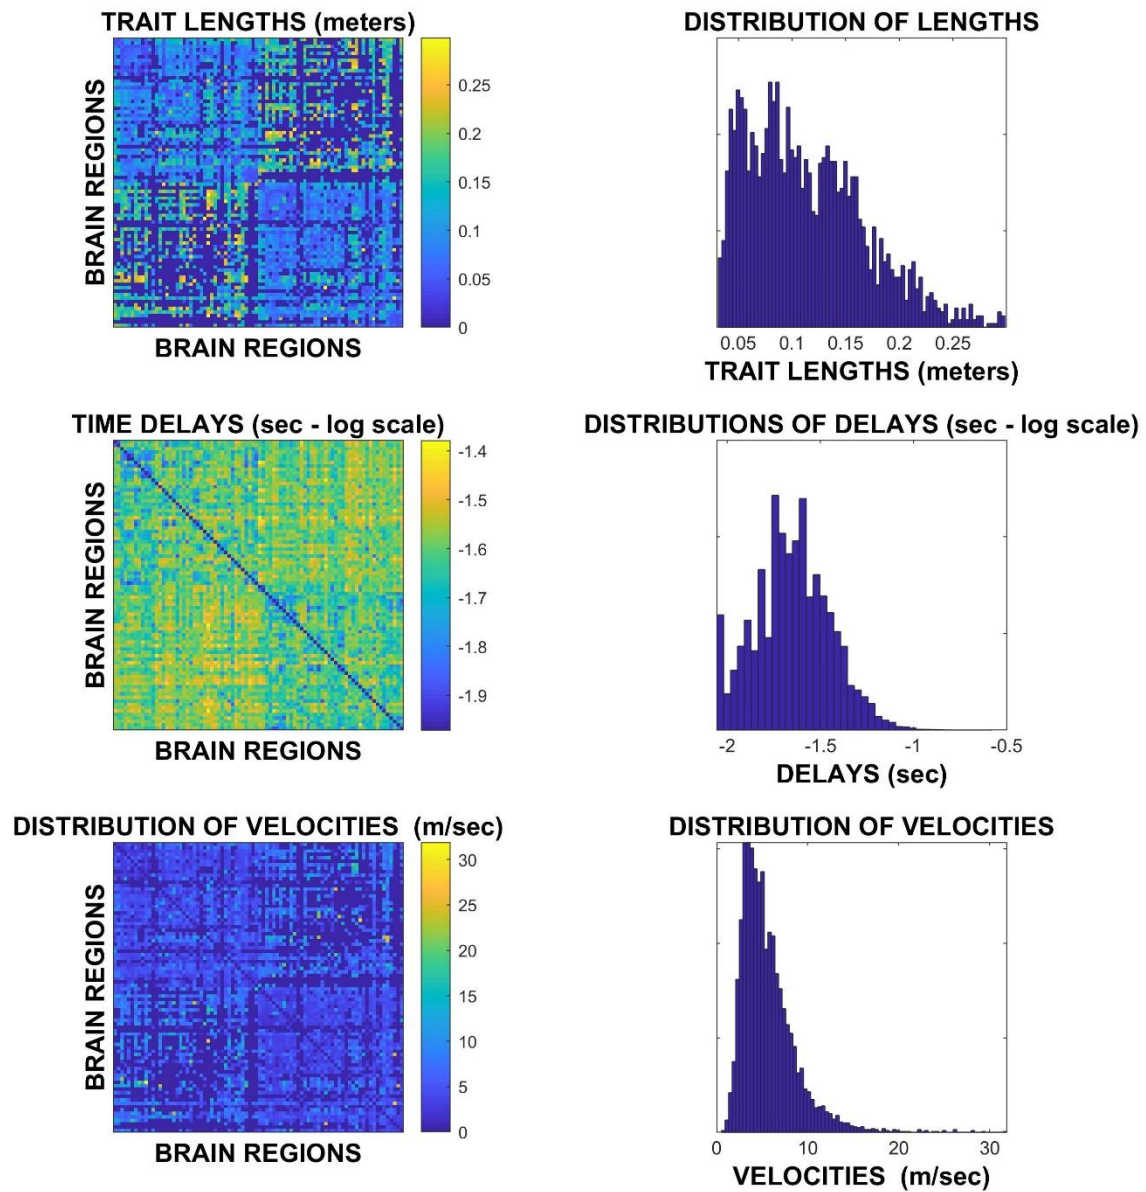 TRAIT LENGTHS (meters)
BRAIN REGIONS
0.25
0.2
0.15
0.1
0.05
0
BRAIN REGIONS
DISTRIBUTION OF LENGTHS
0.05 0.1 0.15 0.2 0.25
TRAIT LENGTHS (meters)
TIME DELAYS (sec - log scale)
BRAIN REGIONS
-1.4
-1.5
-1.6
-1.7
-1.8
-1.9
BRAIN REGIONS
DISTRIBUTIONS OF DELAYS (sec - log scale)
-2 -1.5 -1 -0.5
DELAYS (sec)
DISTRIBUTION OF VELOCITIES (m/sec)
BRAIN REGIONS
30
25
20
15
10
5
0
BRAIN REGIONS
DISTRIBUTION OF VELOCITIES
0 10 20 30
VELOCITIES (m/sec)